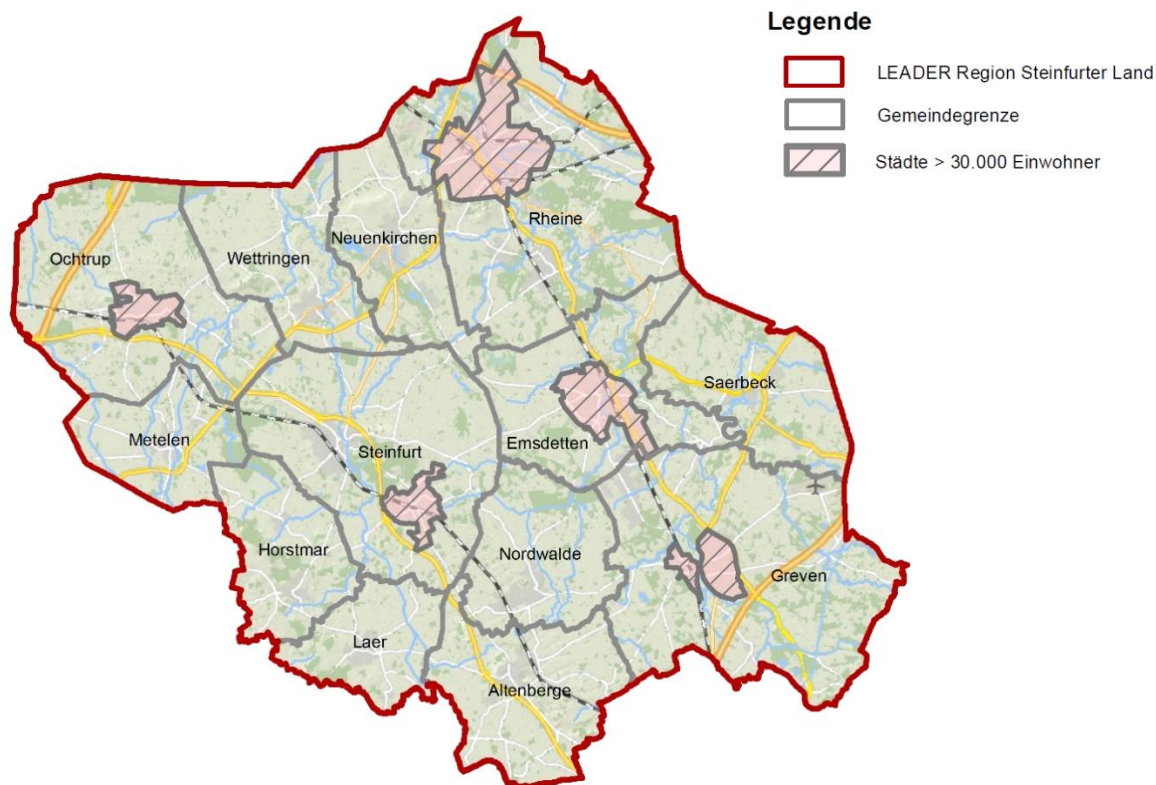 Legende
LEADER Region Steinfurter Land
Gemeindegrenze
Städte > 30.000 Einwohner
Rheine
Neuenkirchen
Wettringen
Ochtrup
Saerbeck
Metelen
Steinfurt
Emsdetten
Horstmar
Nordwalde
Greven
Laer
Altenberge